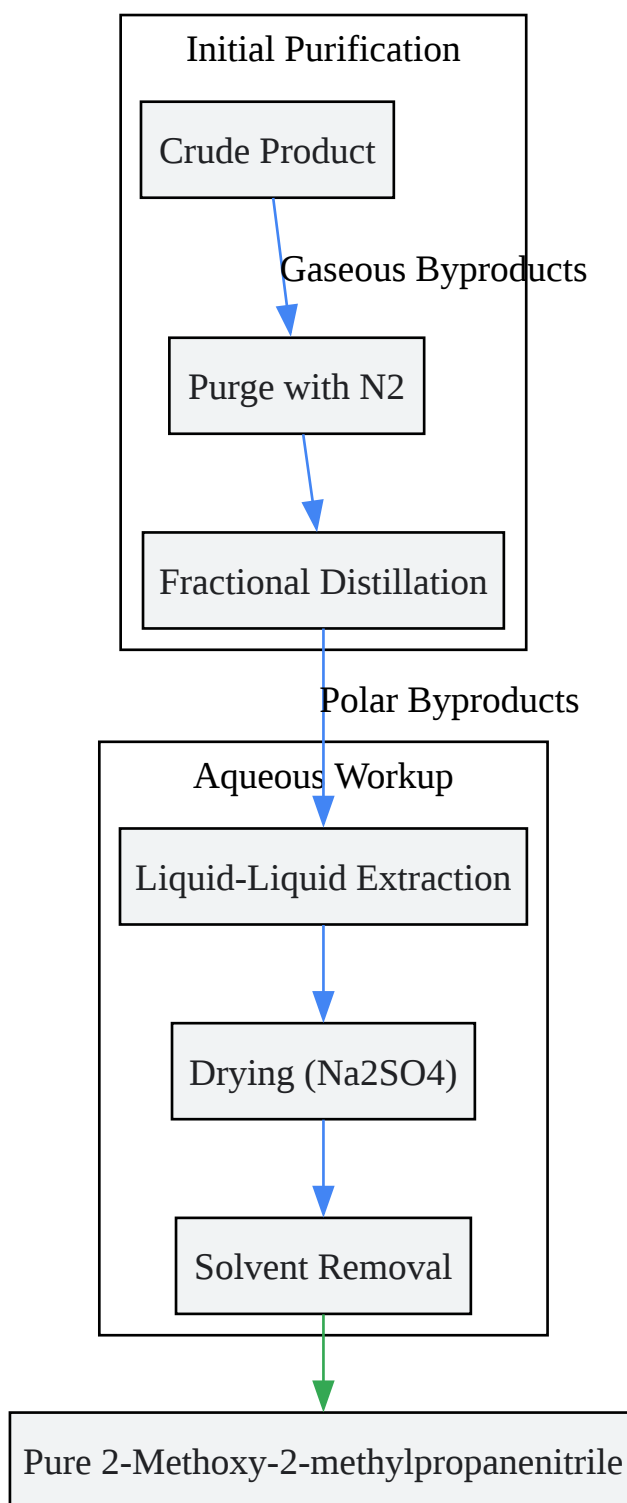 Initial Purification
Crude Product
Gaseous Byproducts
Purge with N2
Fractional Distillation
Polar Byproducts
Aqueous Workup
Liquid-Liquid Extraction
Drying (Na2SO4)
Solvent Removal
Pure 2-Methoxy-2-methylpropanenitrile